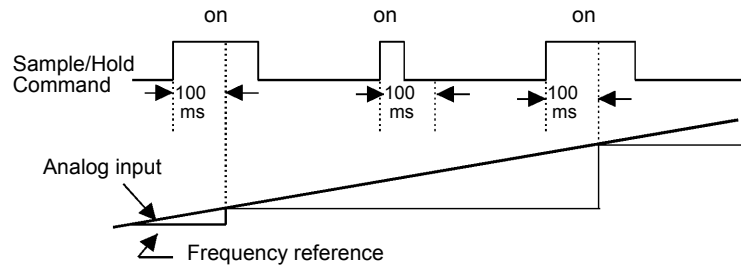 on on on
Sample/Hold
Command
100
ms
100
ms
100
ms
Analog input
Frequency reference